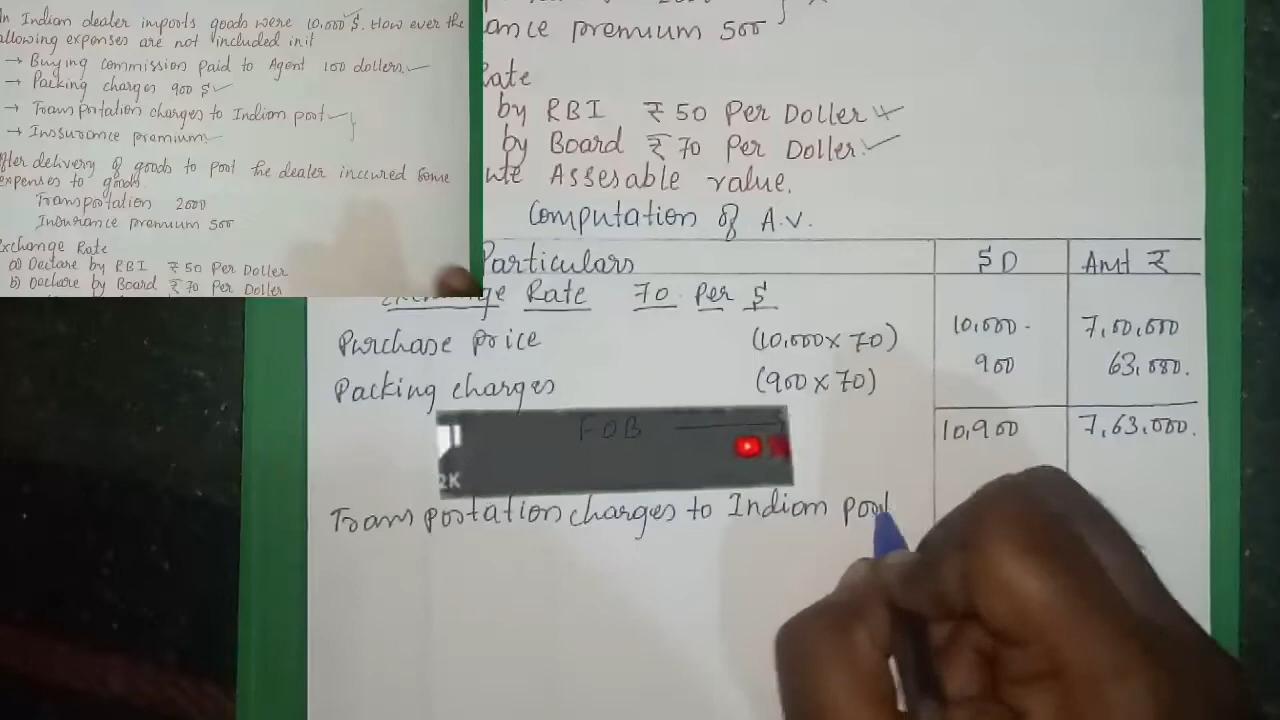 In Indian dealer imports goods were 10,000 $. How ever the
allowing expenses are not included in it
→ Buying commission paid to Agent 100 dollers.
→ Packing charges 900 $
→ Transportation charges to Indian port
→ Inssurance premium
fter delivery of goods to port the dealer incured some
expenses to goods.
Transportation 2000
Insurance premium 500
xchange Rate
a) Declare by RBI ₹ 50 Per Doller
b) Declare by Board ₹ 70 Per Doller
ance premium 500
Rate
by RBI ₹ 50 Per Doller
by Board ₹ 70 Per Doller.
ute Assesable value.
Computation of A.V.
Particulars $ D Amt ₹
Rate 70 Per $
Purchase price (10,000 x 70) 10,000 7,00,000
Packing charges (900 x 70) 900 63,000.
FOB 10,900 7,63,000.
2K
Transportation charges to Indian port